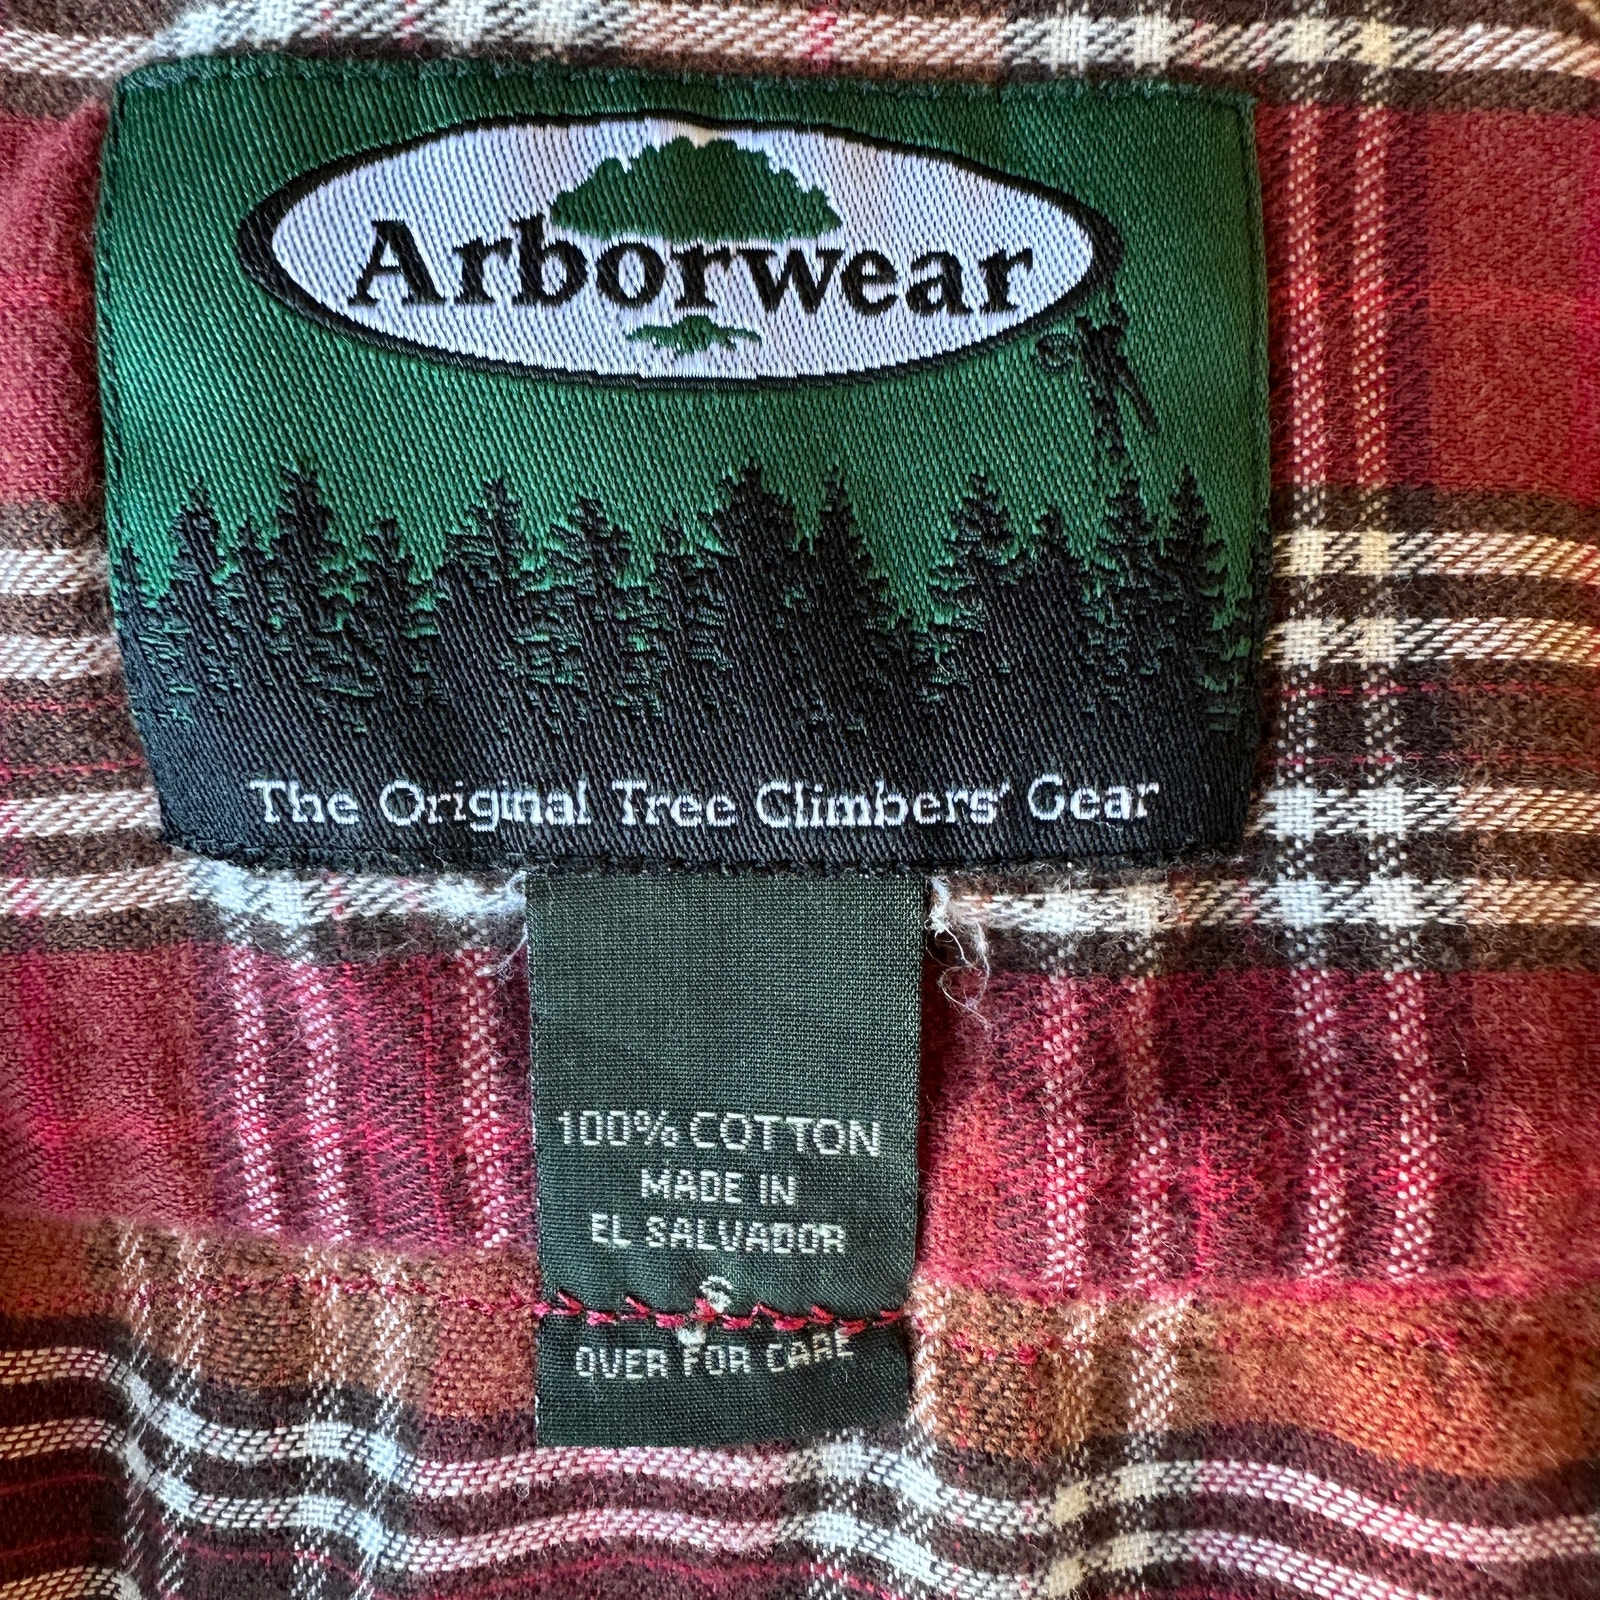 Arborwear
The Original Tree Climbers' Gear
100% COTTON
MADE IN
EL SALVADOR
OVER FOR CARE